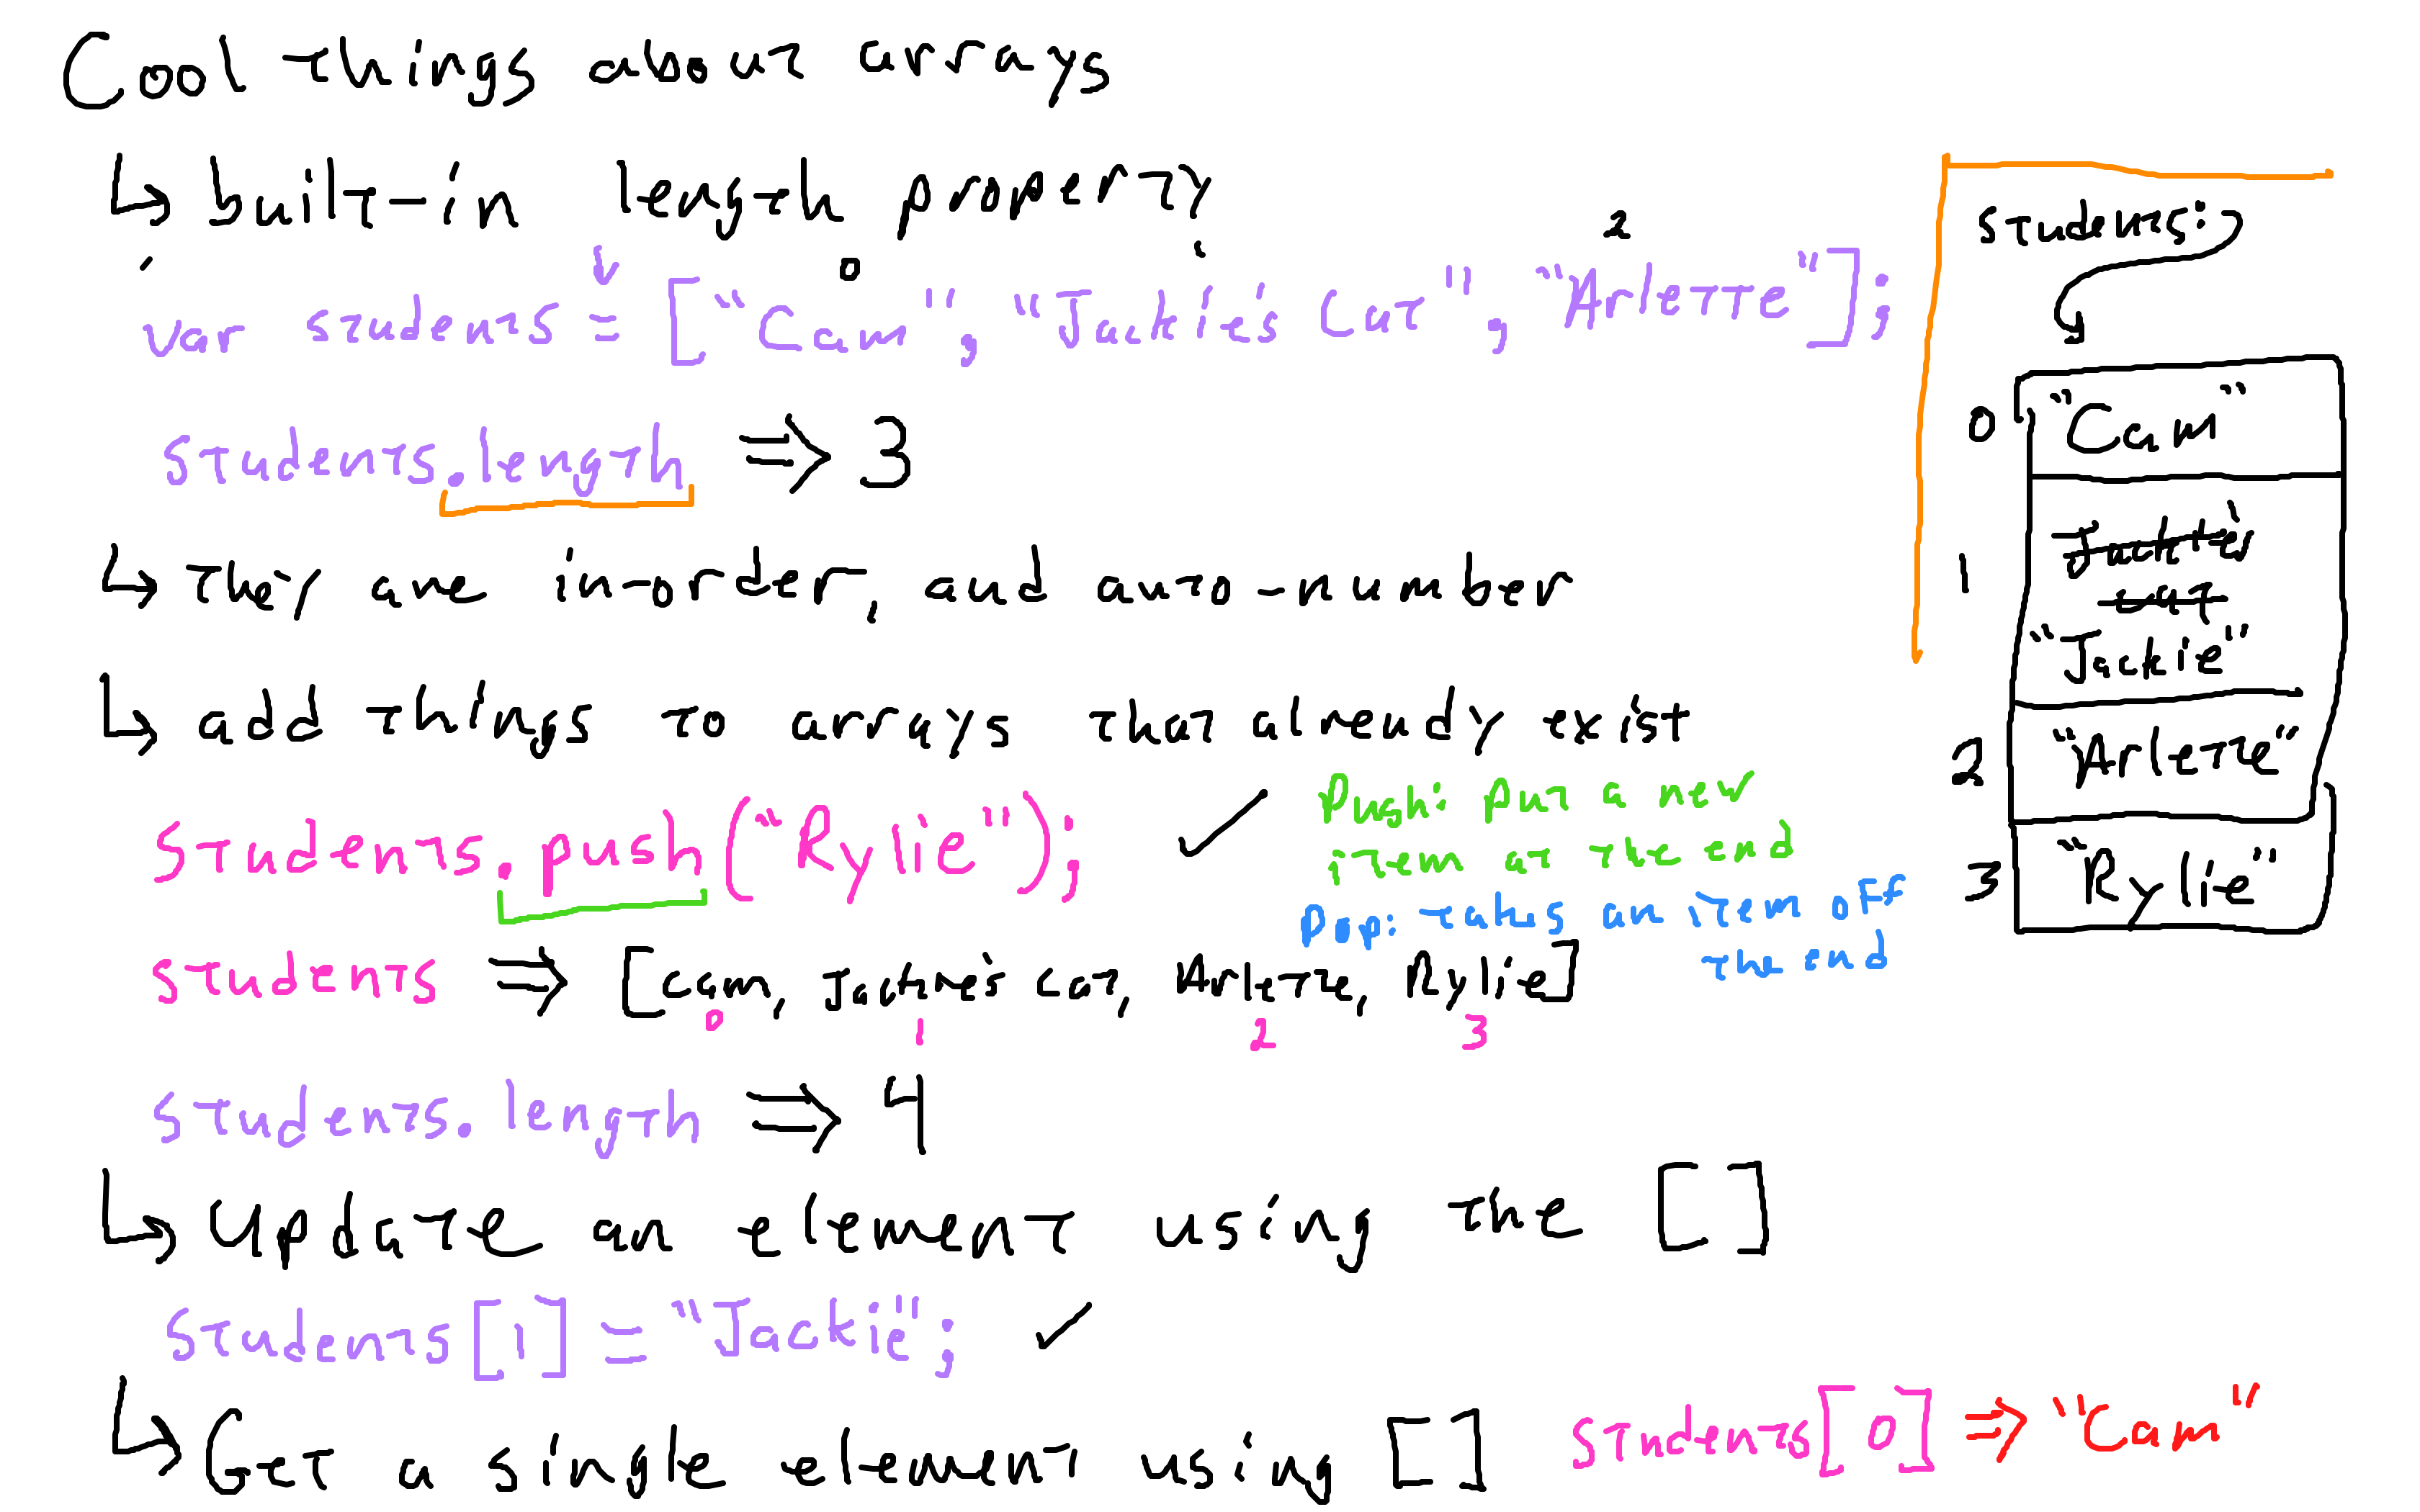 Cool things about arrays
↳ built-in length property
0 1 2
var students = ["Cam", "Jackie's Cat", "Arlette"];
students.length ⇒ 3
↳ They are in-order, and auto-number
↳ add things to arrays that already exist
students.push("Rylie"); ✓
Push: Put a new
item at the end
Pop: takes an item off
the end
students ⇒ [Cam, Jackie's cat, Arlette, Rylie]
0 1 2 3
students.length ⇒ 4
↳ Update an element using the []
students[1] = "Jackie"; ✓
↳ Get a single element using []
students[0] ⇒ "Cam"
students:
0 "Cam"
1 Jackie's
cat
"Jackie"
2 "Arlette"
3 "Rylie"